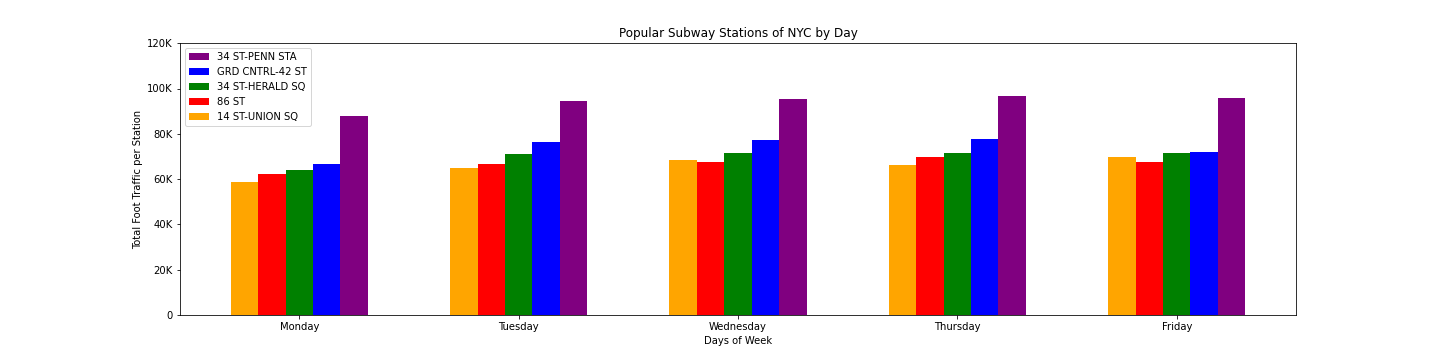 Popular Subway Stations of NYC by Day
120K
100K
80K
60K
40K
20K
0
Total Foot Traffic per Station
34 ST-PENN STA
GRD CNTRL-42 ST
34 ST-HERALD SQ
86 ST
14 ST-UNION SQ
Monday
Tuesday
Wednesday
Thursday
Friday
Days of Week